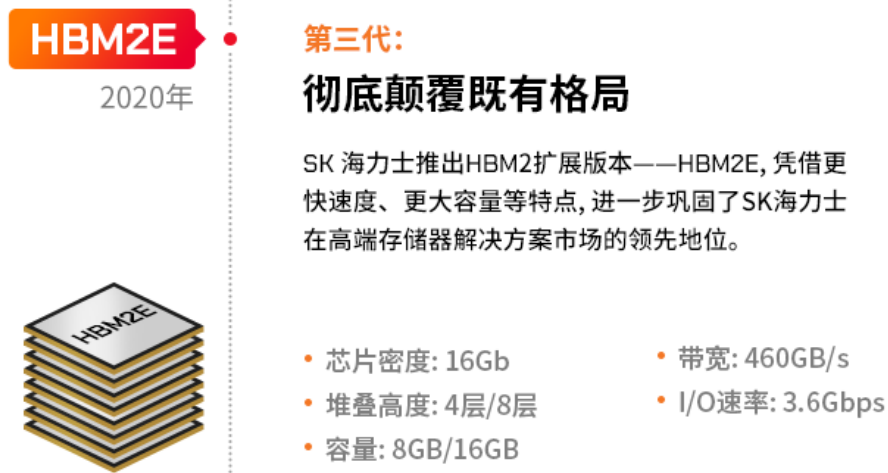 HBM2E
2020年
第三代：
彻底颠覆既有格局
SK 海力士推出HBM2扩展版本——HBM2E, 凭借更
快速度、更大容量等特点, 进一步巩固了SK海力士
在高端存储器解决方案市场的领先地位。
HBM2E
• 芯片密度: 16Gb
• 堆叠高度: 4层/8层
• 容量: 8GB/16GB
• 带宽: 460GB/s
• I/O速率: 3.6Gbps